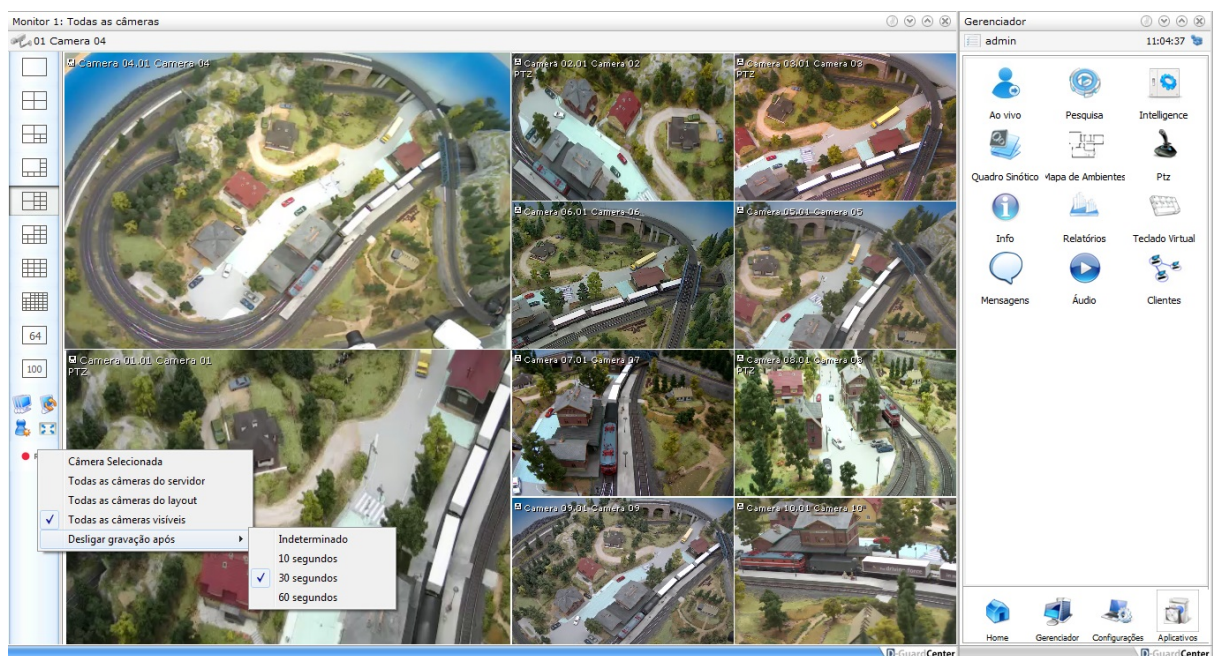 Monitor 1: Todas as câmeras
01 Camera 04
64
100
Camera 04.01 Camera 04
Camera 02.01 Camera 02
PTZ
Camera 03.01 Camera 03
PTZ
Camera 06.01 Camera 06
Camera 05.01 Camera 05
Camera 01.01 Camera 01
PTZ
Camera 07.01 Camera 07
Camera 08.01 Camera 08
PTZ
Camera 09.01 Camera 09
Camera 10.01 Camera 10
Câmera Selecionada
Todas as câmeras do servidor
Todas as câmeras do layout
Todas as câmeras visíveis
Desligar gravação após
Indeterminado
10 segundos
30 segundos
60 segundos
D-Guard Center
Gerenciador
admin
11:04:37
Ao vivo
Pesquisa
Intelligence
Quadro Sinótico
Mapa de Ambientes
Ptz
Info
Relatórios
Teclado Virtual
Mensagens
Áudio
Clientes
Home
Gerenciador
Configurações
Aplicativos
D-Guard Center